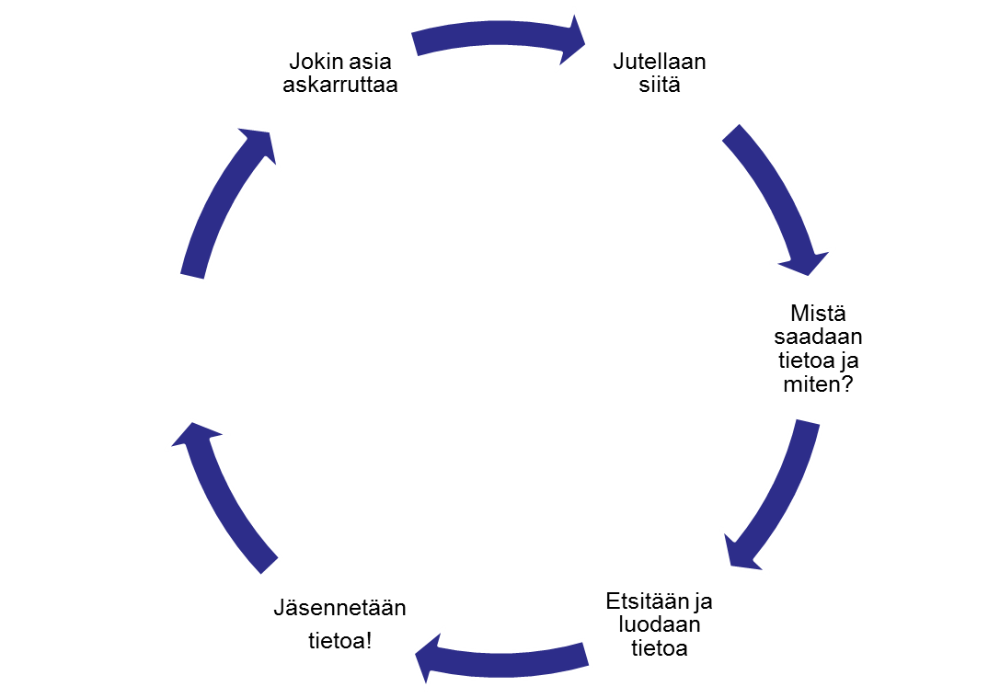 Jokin asia
askarruttaa
Jutellaan
siitä
Mistä
saadaan
tietoa ja
miten?
Etsitään ja
luodaan
tietoa
Jäsennetään
tietoa!